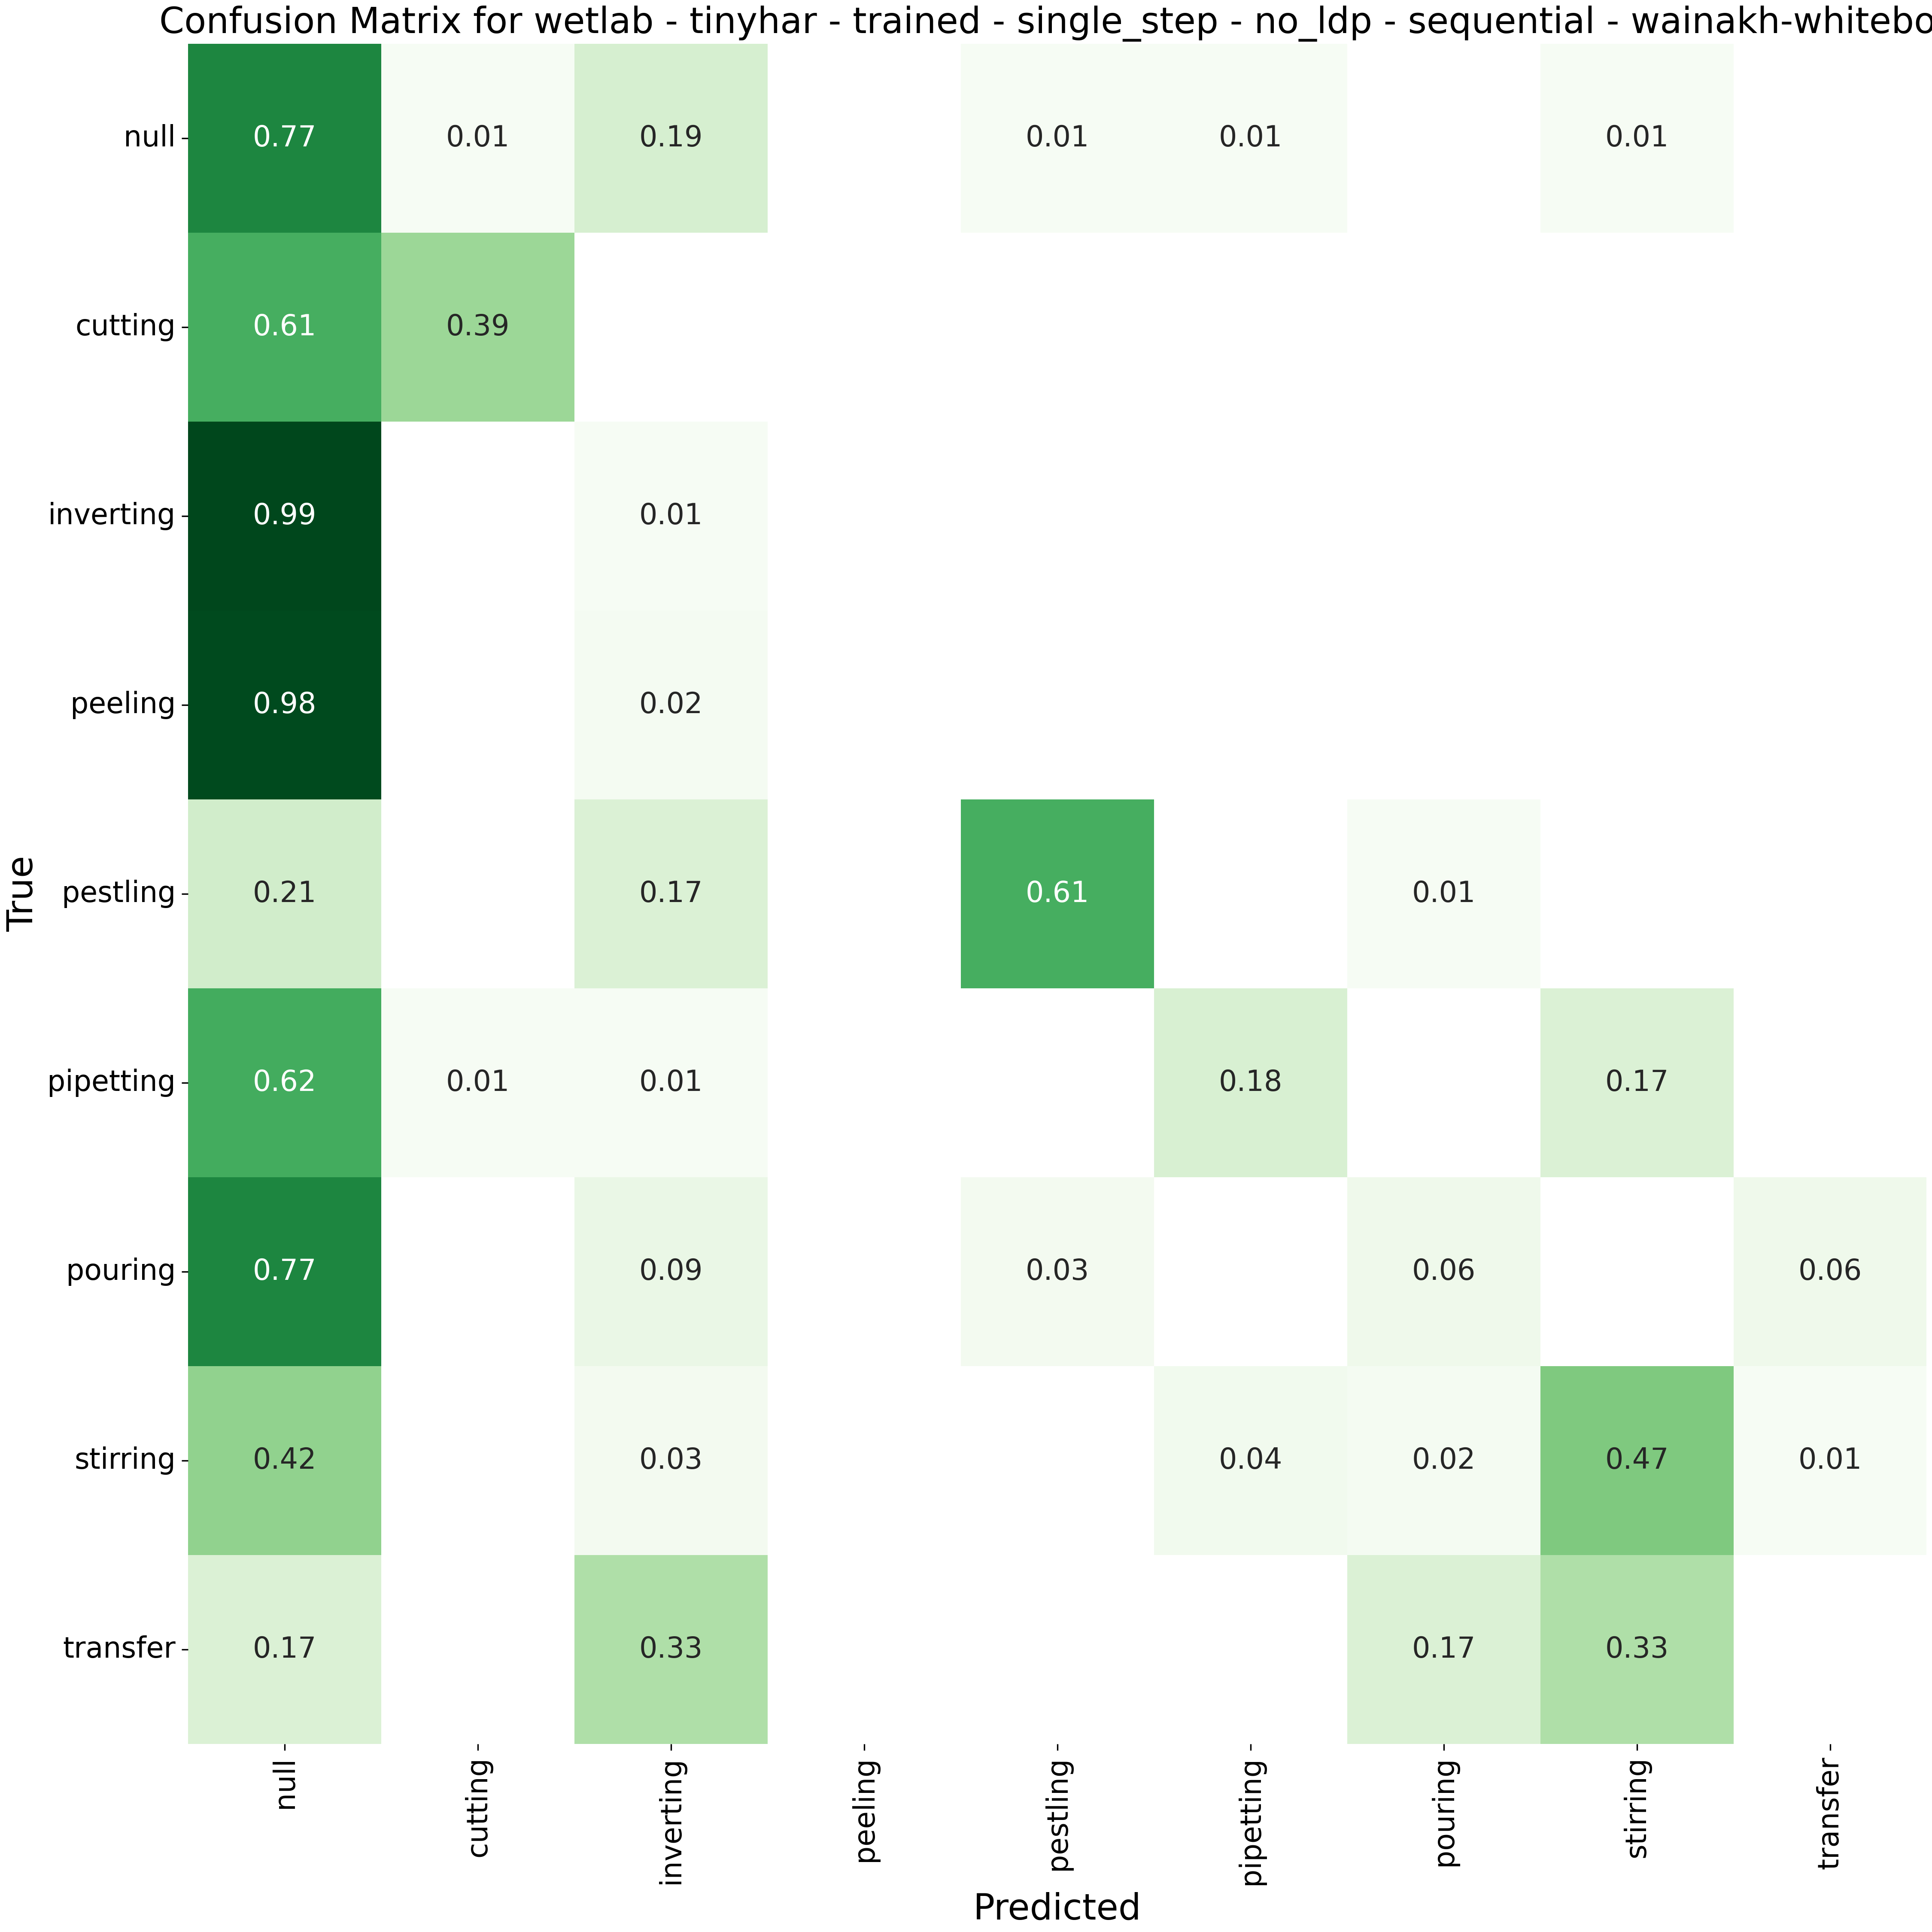 Confusion Matrix for wetlab - tinyhar - trained - single_step - no_ldp - sequential - wainakh-whitebo
True
null 0.77 0.01 0.19 0.01 0.01 0.01
cutting 0.61 0.39
inverting 0.99 0.01
peeling 0.98 0.02
pestling 0.21 0.17 0.61 0.01
pipetting 0.62 0.01 0.01 0.18 0.17
pouring 0.77 0.09 0.03 0.06 0.06
stirring 0.42 0.03 0.04 0.02 0.47 0.01
transfer 0.17 0.33 0.17 0.33
null cutting inverting peeling pestling pipetting pouring stirring transfer
Predicted